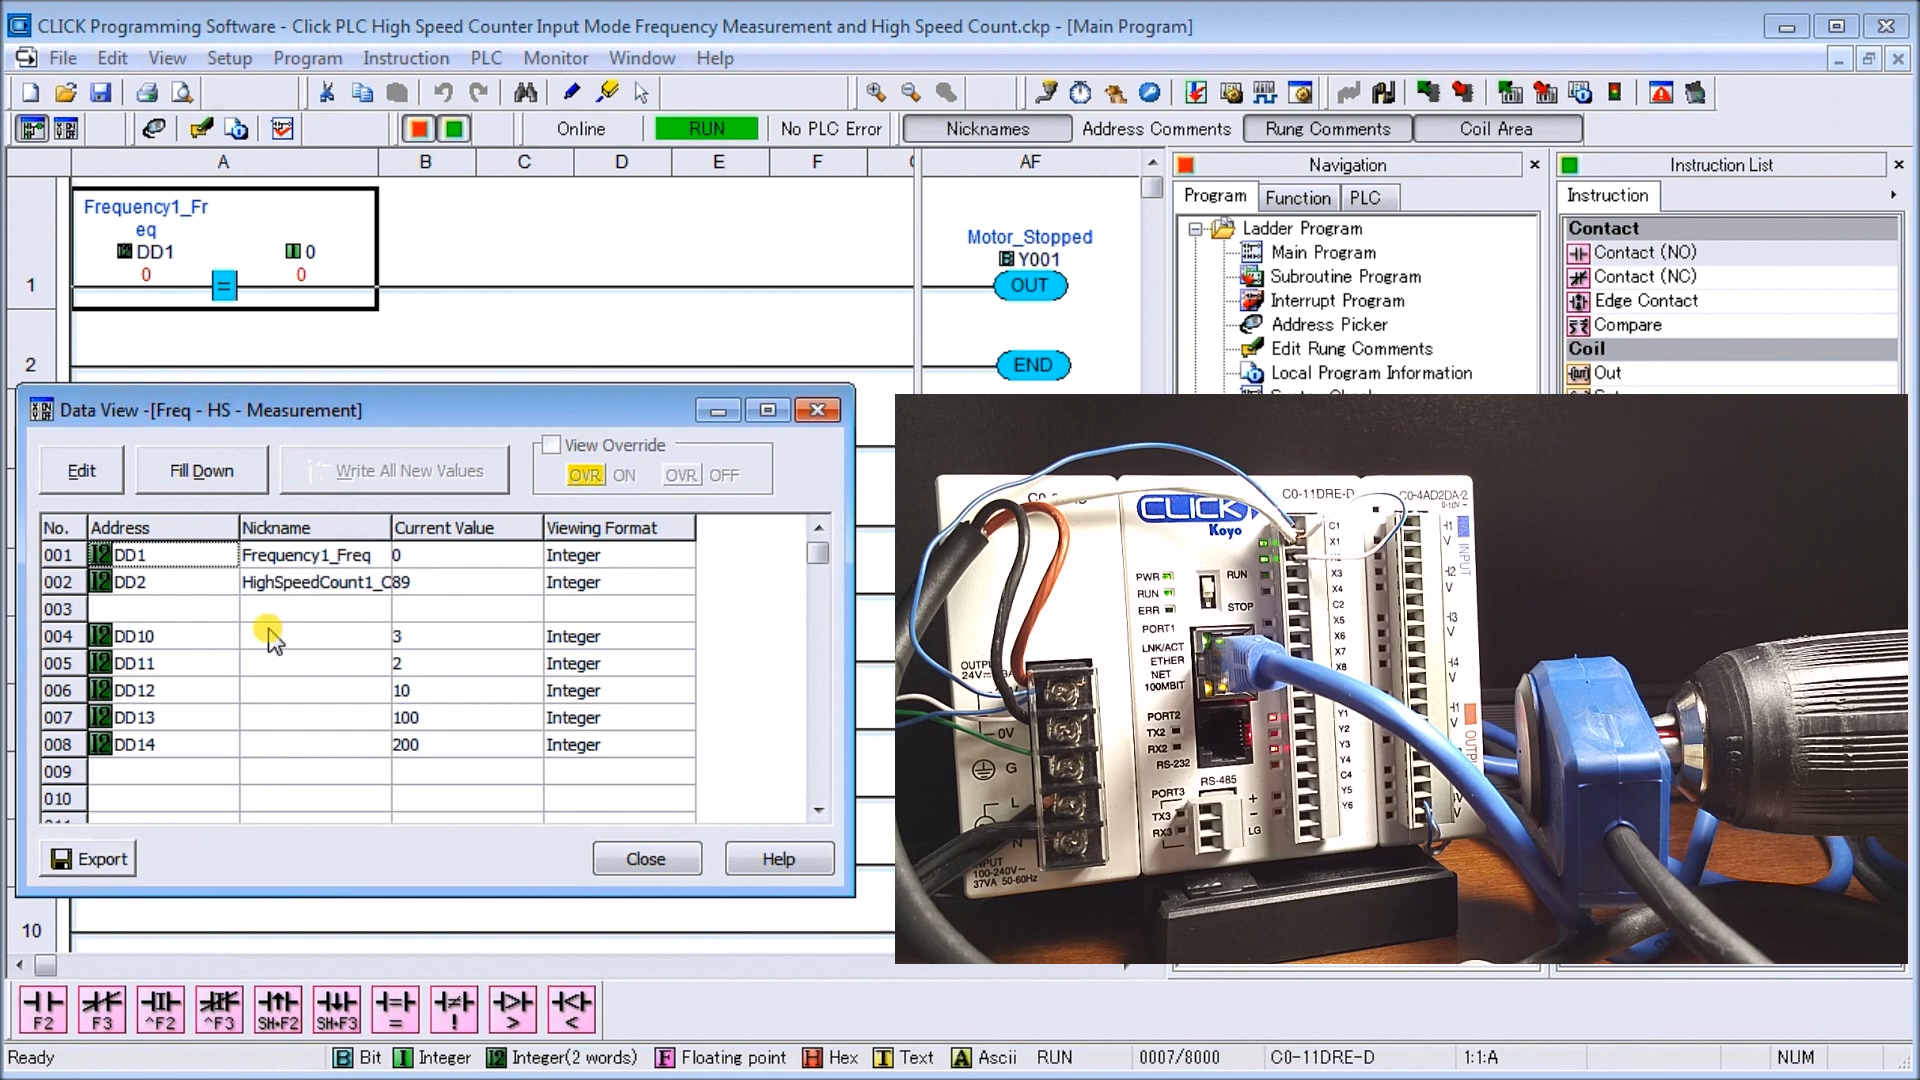 CLICK Programming Software - Click PLC High Speed Counter Input Mode Frequency Measurement and High Speed Count.ckp - [Main Program]
File Edit View Setup Program Instruction PLC Monitor Window Help
Online RUN No PLC Error Nicknames Address Comments Rung Comments Coil Area
A B C D E F AF
Navigation
Program Function PLC
Ladder Program
Main Program
Subroutine Program
Interrupt Program
Address Picker
Edit Rung Comments
Local Program Information
Instruction List
Instruction
Contact
Contact (NO)
Contact (NC)
Edge Contact
Compare
Coil
Out
Frequency1_Fr
eq
DD1 0
0 = 0
1
Motor_Stopped
Y001
OUT
2
END
Data View -[Freq - HS - Measurement]
Edit Fill Down Write All New Values
View Override
OVR ON OVR OFF
No. Address Nickname Current Value Viewing Format
001 DD1 Frequency1_Freq 0 Integer
002 DD2 HighSpeedCount1_C 89 Integer
003
004 DD10 3 Integer
005 DD11 2 Integer
006 DD12 10 Integer
007 DD13 100 Integer
008 DD14 200 Integer
009
010
Export Close Help
10
CLICK
Koyo
C0-11DRE-D
C0-4AD2DA-2
PWR
RUN
ERR
RUN
STOP
PORT1
LNK/ACT
ETHER
NET
100MBIT
PORT2
TX2
RX2
RS-232
RS-485
PORT3
TX3
RX3
+
-
LG
C1
X1
X3
X4
C2
X5
X6
X7
X8
Y1
Y2
Y3
Y4
C4
Y5
Y6
INPUT
OUTPUT
24V
0V
G
L
N
INPUT
100-240V~
37VA 50-60Hz
F2 F3 ^F2 ^F3 SH+F2 SH+F3 = ! > <
Ready Bit Integer Integer(2 words) Floating point Hex Text Ascii RUN 0007/8000 C0-11DRE-D 1:1:A NUM